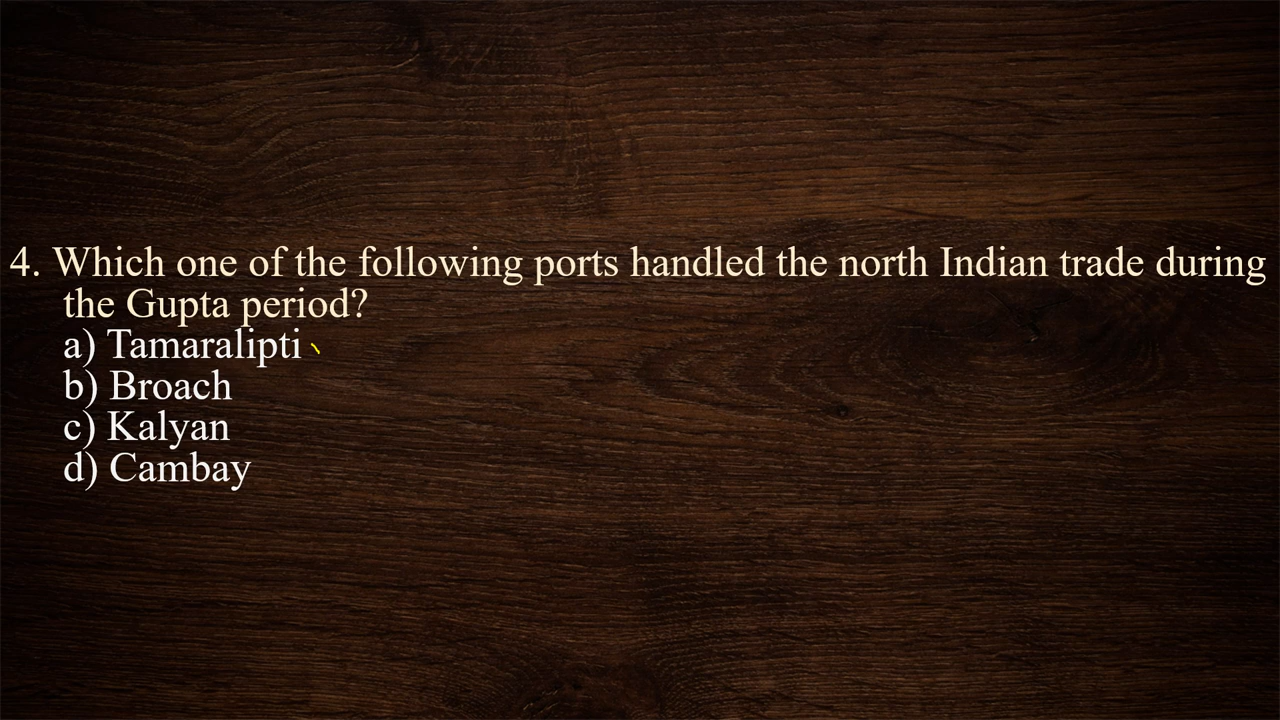 4. Which one of the following ports handled the north Indian trade during
the Gupta period?
a) Tamaralipti
b) Broach
c) Kalyan
d) Cambay